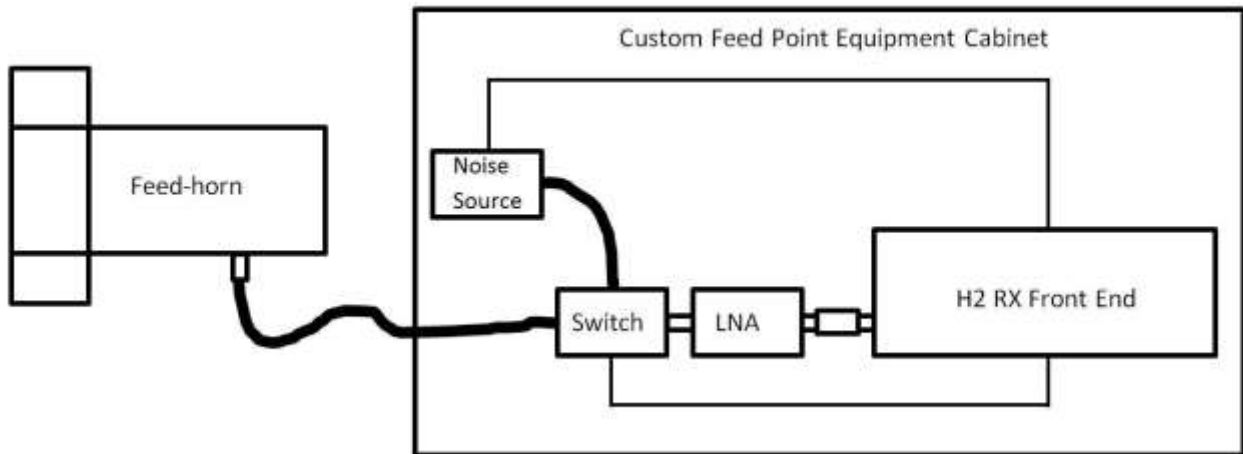 Custom Feed Point Equipment Cabinet
Feed-horn
Noise
Source
Switch
LNA
H2 RX Front End